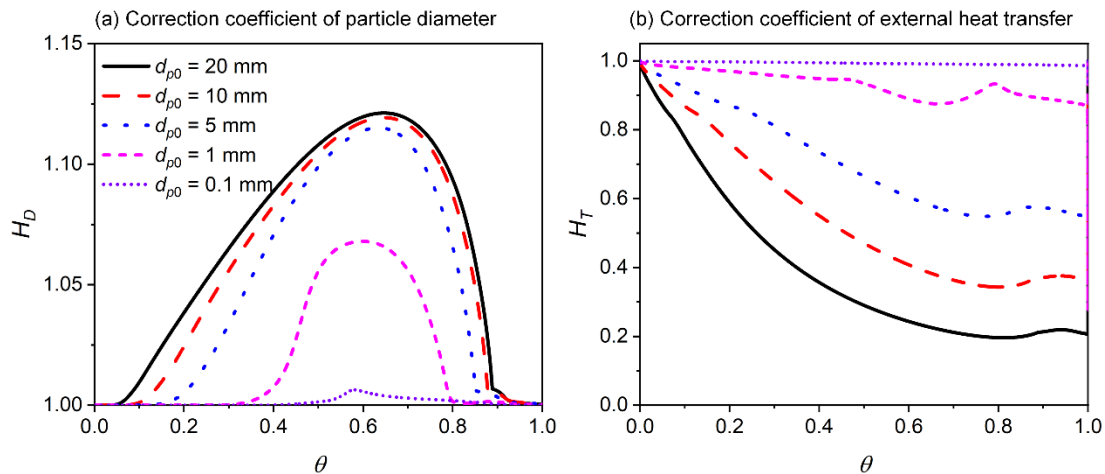 (a) Correction coefficient of particle diameter
1.15
1.10
1.05
1.00
H_D
d_p0 = 20 mm
d_p0 = 10 mm
d_p0 = 5 mm
d_p0 = 1 mm
d_p0 = 0.1 mm
0.0 0.2 0.4 0.6 0.8 1.0
θ
(b) Correction coefficient of external heat transfer
1.0
0.8
0.6
0.4
0.2
0.0
H_T
0.0 0.2 0.4 0.6 0.8 1.0
θ